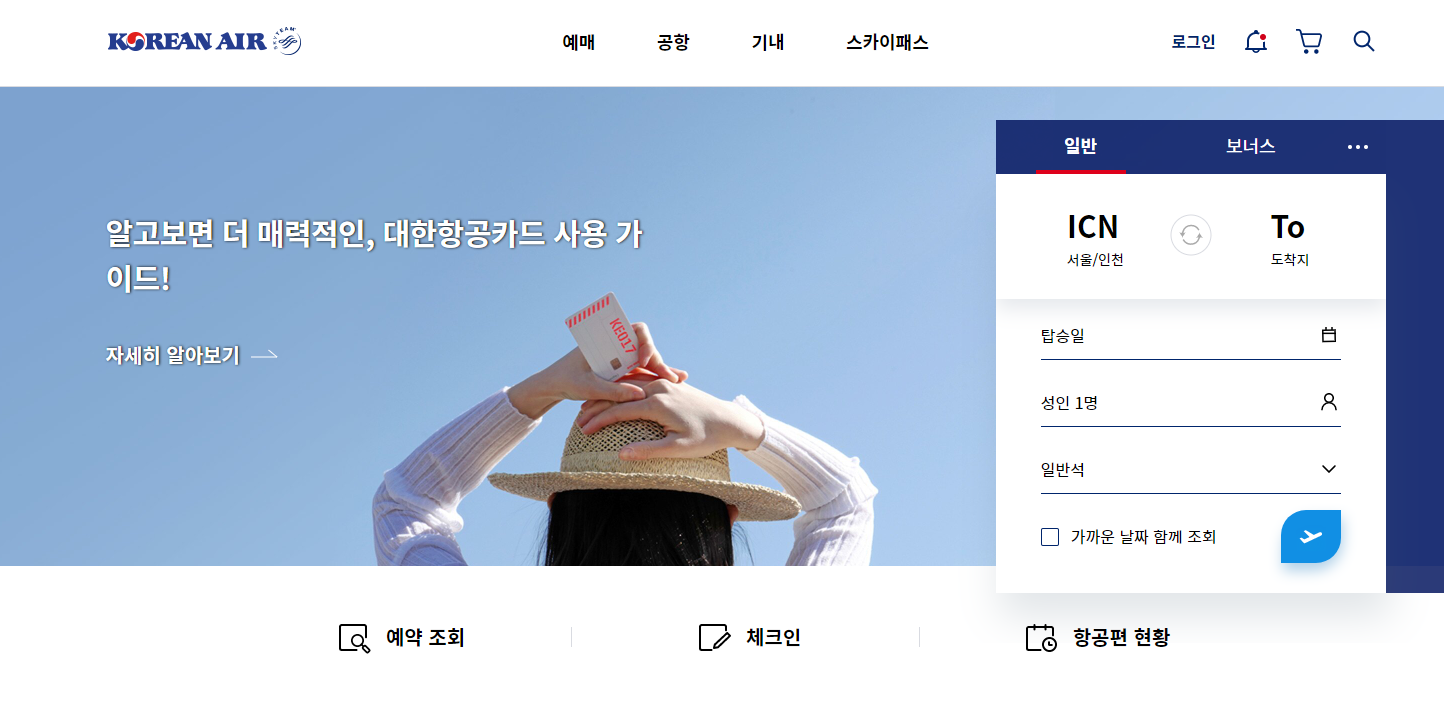 KOREAN AIR
SKYTEAM
예매
공항
기내
스카이패스
로그인
알고보면 더 매력적인, 대한항공카드 사용 가
이드!
자세히 알아보기
KE017
일반
보너스
ICN
서울/인천
To
도착지
탑승일
성인 1명
일반석
가까운 날짜 함께 조회
예약 조회
체크인
항공편 현황